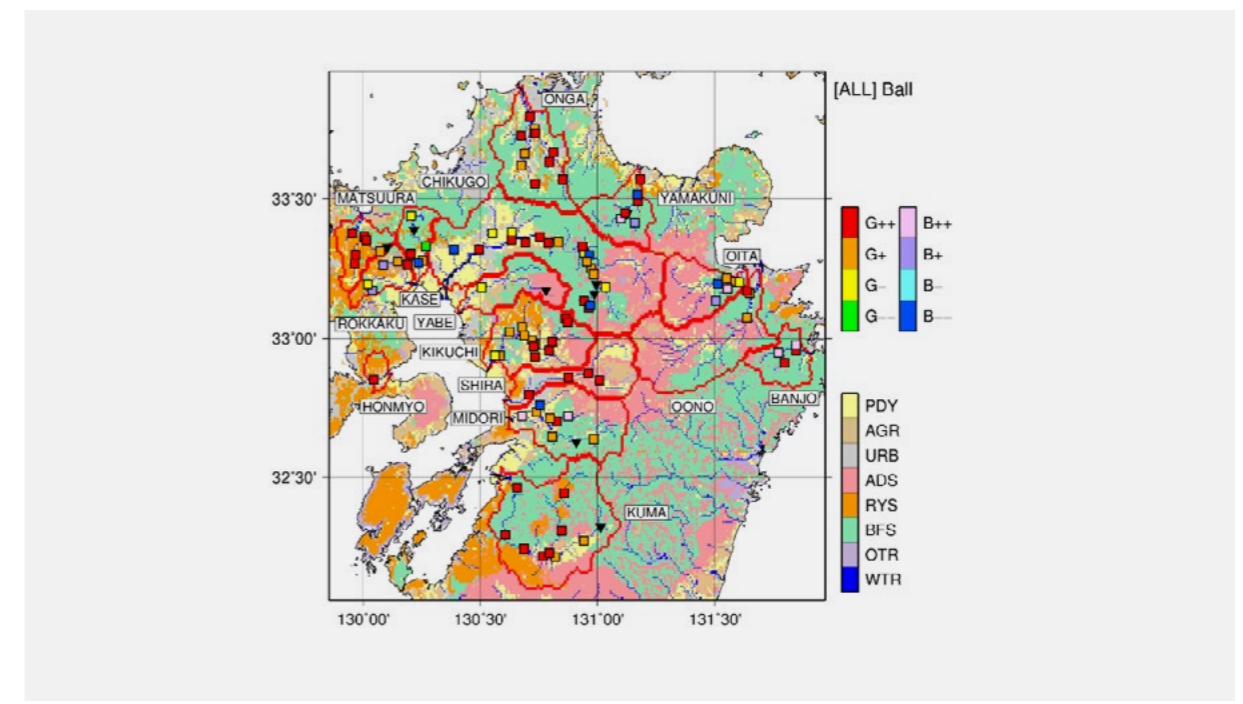 [ALL] Ball
ONGA
CHIKUGO
MATSUURA
YAMAKUNI
OITA
KASE
ROKKAKU
YABE
KIKUCHI
SHIRA
MIDORI
HONMYO
OONO
BANJO
KUMA
33°30'
33°00'
32°30'
130°00'
130°30'
131°00'
131°30'
G++
G+
G-
G--
B++
B+
B-
B--
PDY
AGR
URB
ADS
RYS
BFS
OTR
WTR